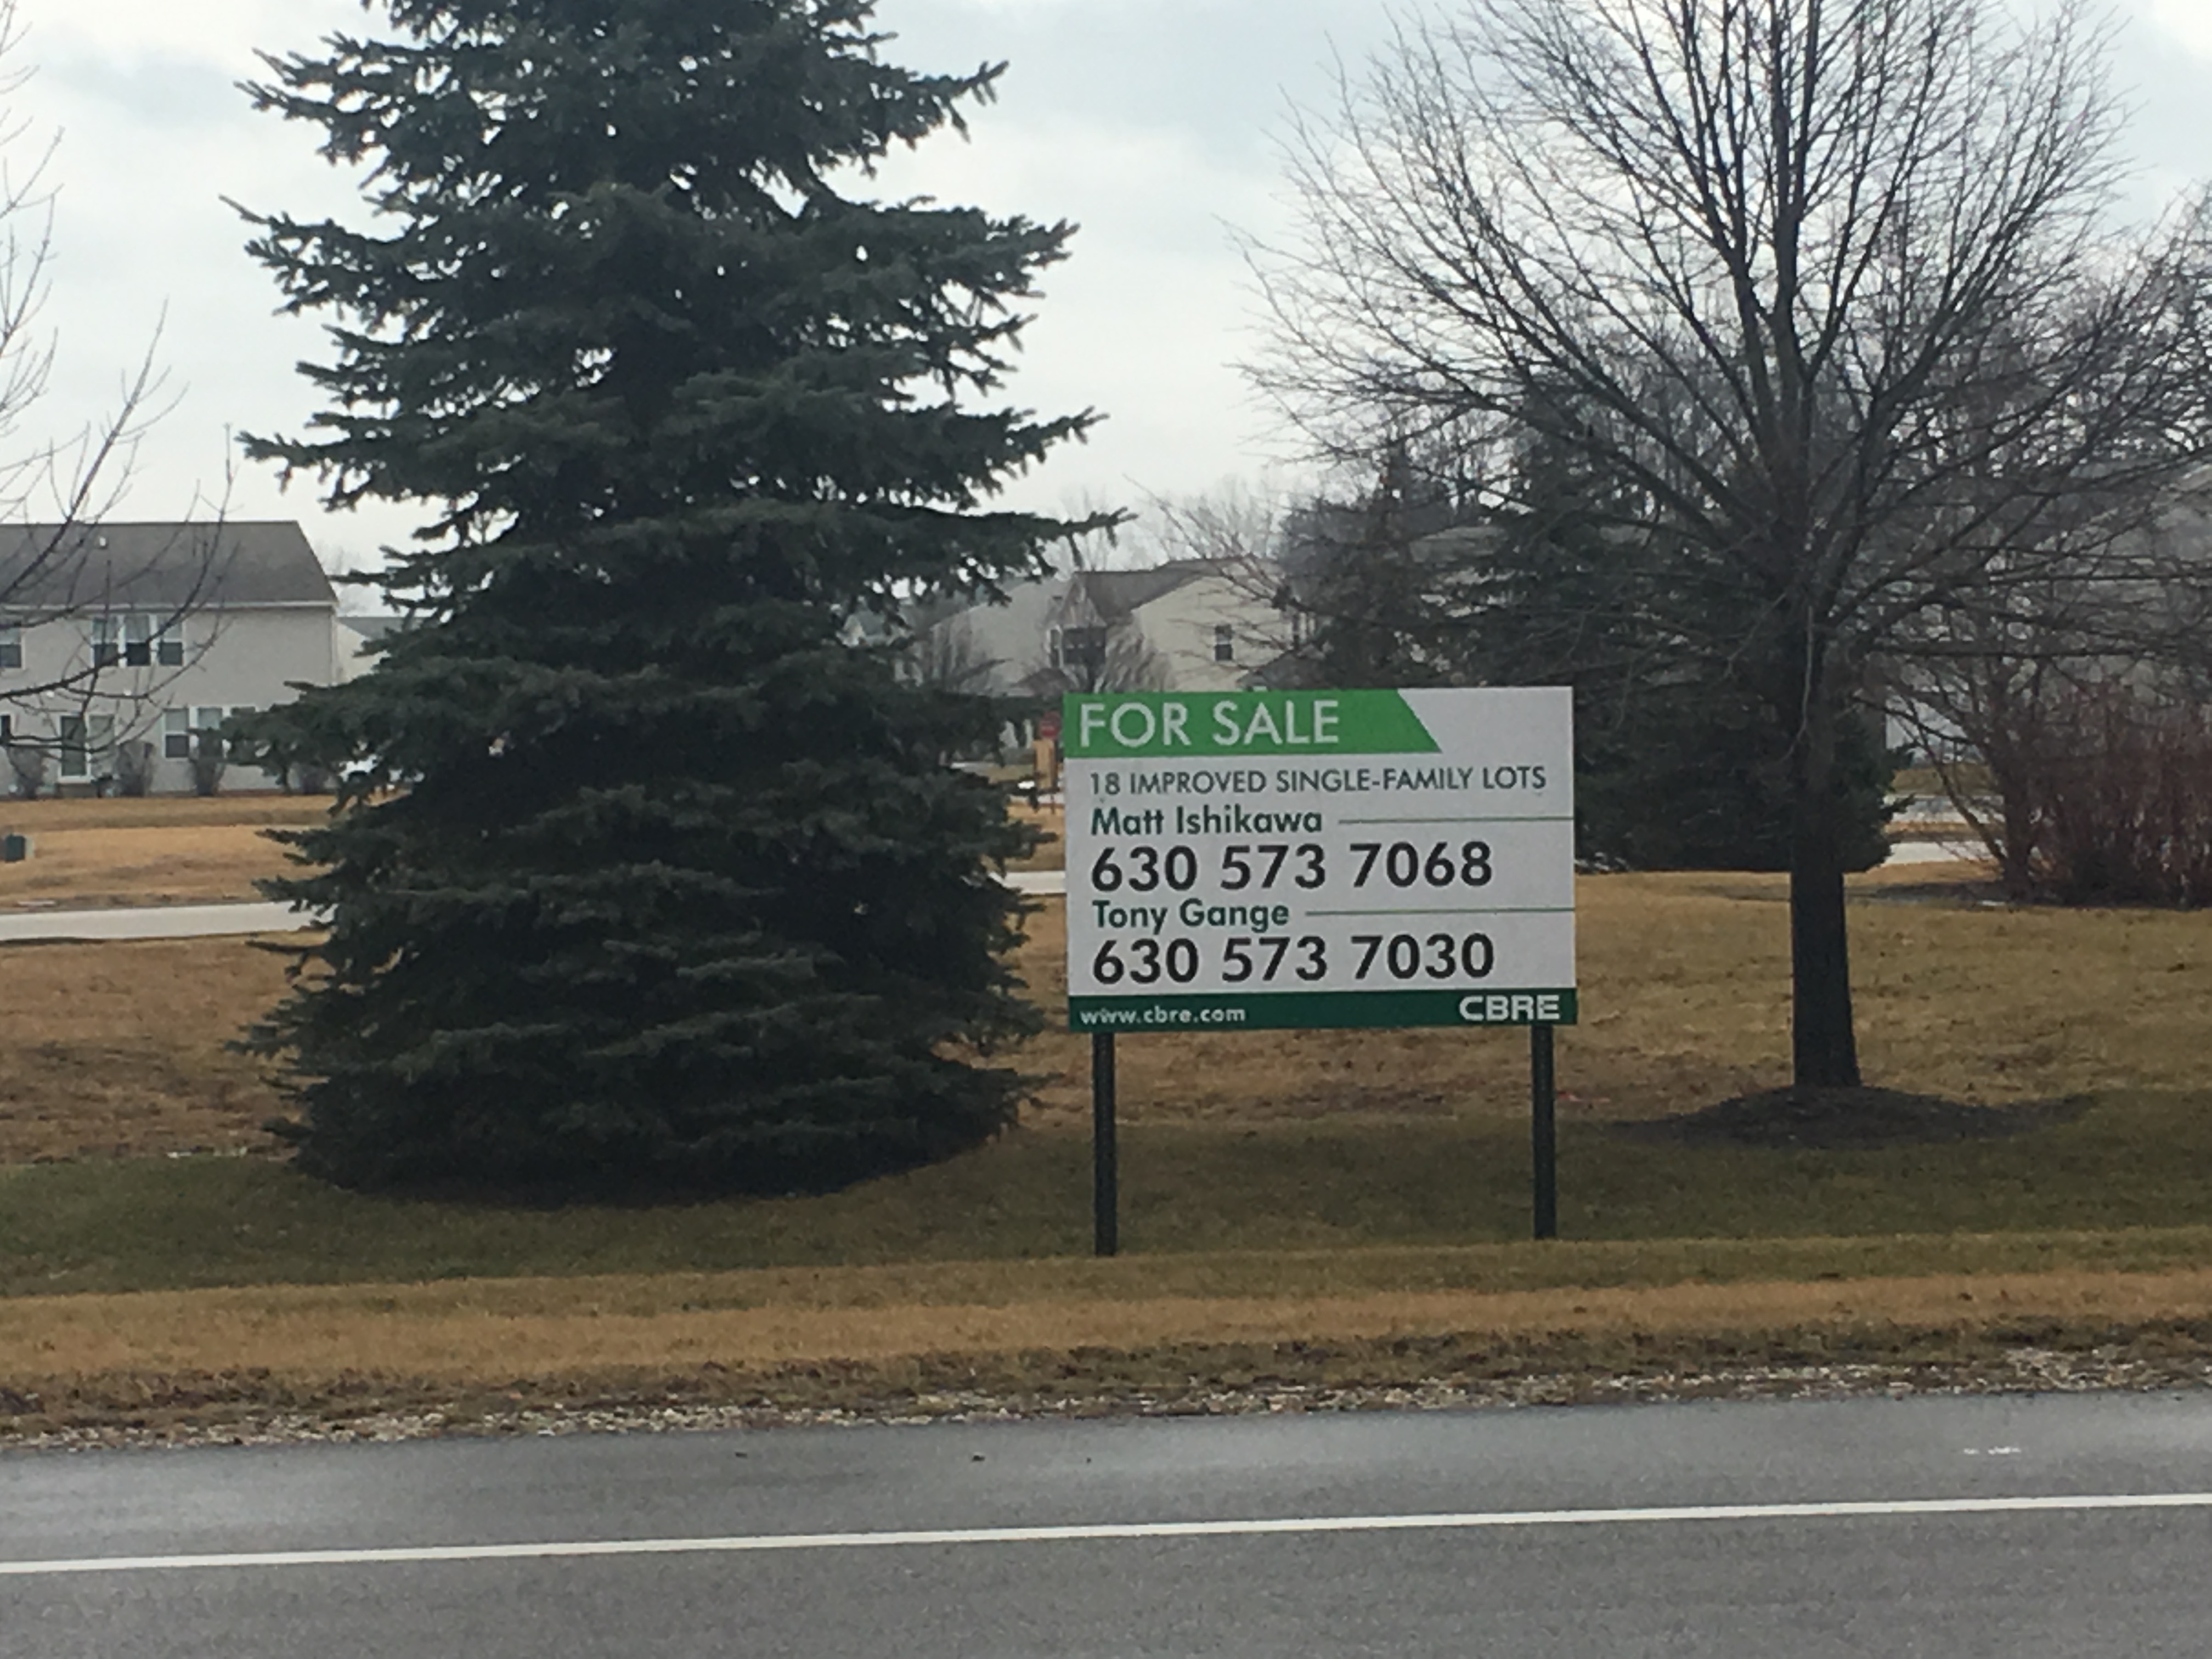 FOR SALE
18 IMPROVED SINGLE-FAMILY LOTS
Matt Ishikawa
630 573 7068
Tony Gange
630 573 7030
www.cbre.com CBRE